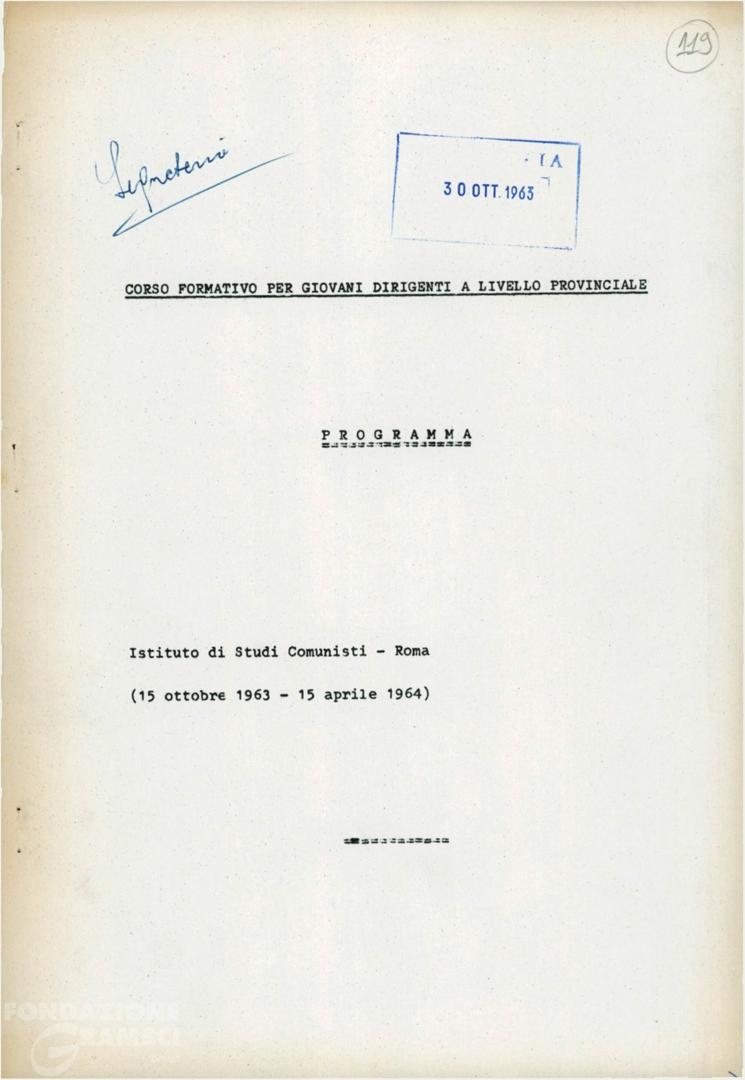 119
Segreteria
IA
30 OTT. 1963
CORSO FORMATIVO PER GIOVANI DIRIGENTI A LIVELLO PROVINCIALE
PROGRAMMA
Istituto di Studi Comunisti - Roma
(15 ottobre 1963 - 15 aprile 1964)
FONDAZIONE
GRAMSCI